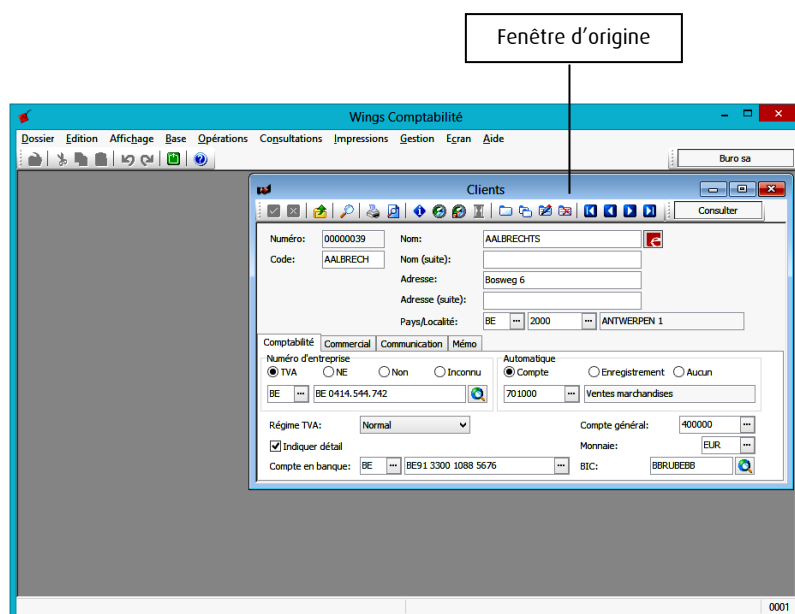 Fenêtre d'origine
Wings Comptabilité
Dossier Edition Affichage Base Opérations Consultations Impressions Gestion Ecran Aide
Buro sa
Clients
Consulter
Numéro: 00000039 Nom: AALBRECHTS
Code: AALBRECH Nom (suite):
Adresse: Bosweg 6
Adresse (suite):
Pays/Localité: BE ... 2000 ... ANTWERPEN 1
Comptabilité Commercial Communication Mémo
Numéro d'entreprise Automatique
TVA NE Non Inconnu Compte Enregistrement Aucun
BE ... BE 0414.544.742 701000 ... Ventes marchandises
Régime TVA: Normal Compte général: 400000 ...
Indiquer détail Monnaie: EUR ...
Compte en banque: BE ... BE91 3300 1088 5676 ... BIC: BBRUBEBB
0001